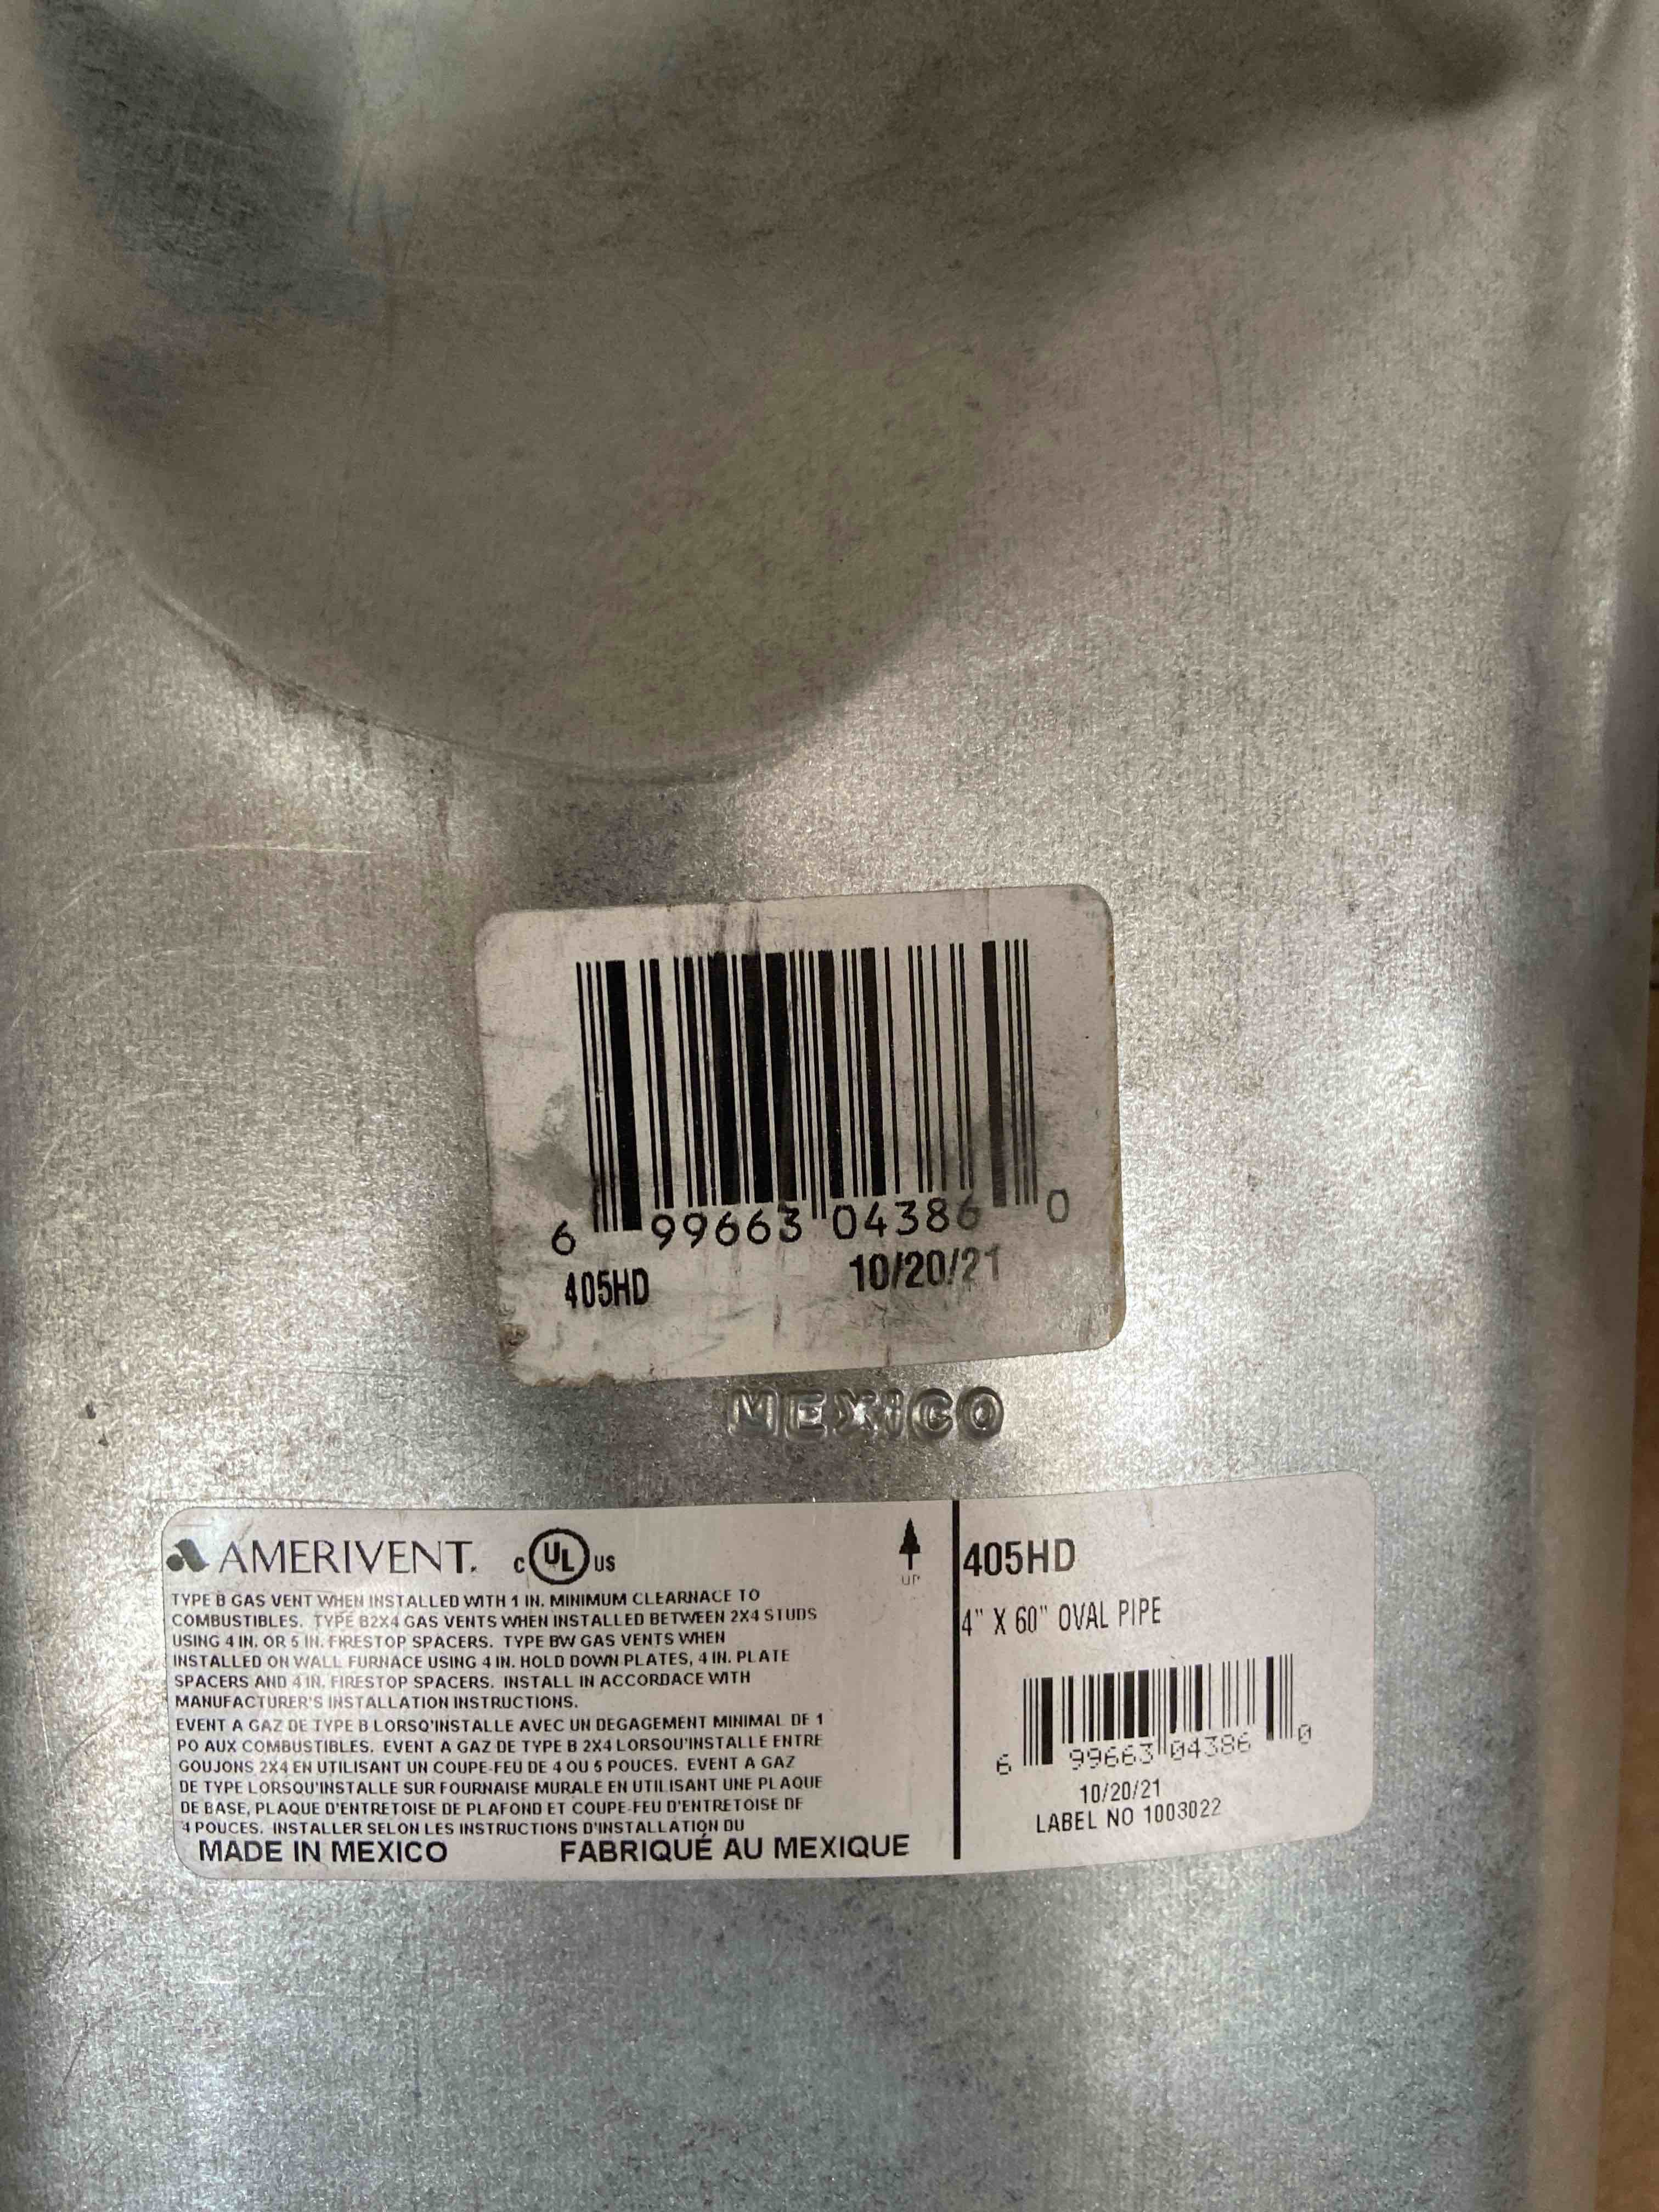 6 99663 04386 0
405HD 10/20/21
MEXICO
AMERIVENT. C UL US
UP
TYPE B GAS VENT WHEN INSTALLED WITH 1 IN. MINIMUM CLEARNACE TO
COMBUSTIBLES. TYPE B2X4 GAS VENTS WHEN INSTALLED BETWEEN 2X4 STUDS
USING 4 IN. OR 5 IN. FIRESTOP SPACERS. TYPE BW GAS VENTS WHEN
INSTALLED ON WALL FURNACE USING 4 IN. HOLD DOWN PLATES, 4 IN. PLATE
SPACERS AND 4 IN. FIRESTOP SPACERS. INSTALL IN ACCORDACE WITH
MANUFACTURER'S INSTALLATION INSTRUCTIONS.
EVENT A GAZ DE TYPE B LORSQ'INSTALLE AVEC UN DEGAGEMENT MINIMAL DE 1
PO AUX COMBUSTIBLES. EVENT A GAZ DE TYPE B 2X4 LORSQU'INSTALLE ENTRE
GOUJONS 2X4 EN UTILISANT UN COUPE-FEU DE 4 OU 5 POUCES. EVENT A GAZ
DE TYPE LORSQU'INSTALLE SUR FOURNAISE MURALE EN UTILISANT UNE PLAQUE
DE BASE, PLAQUE D'ENTRETOISE DE PLAFOND ET COUPE-FEU D'ENTRETOISE DE
4 POUCES. INSTALLER SELON LES INSTRUCTIONS D'INSTALLATION DU
MADE IN MEXICO FABRIQUÉ AU MEXIQUE
405HD
4" X 60" OVAL PIPE
6 99663 04386 0
10/20/21
LABEL NO 1003022